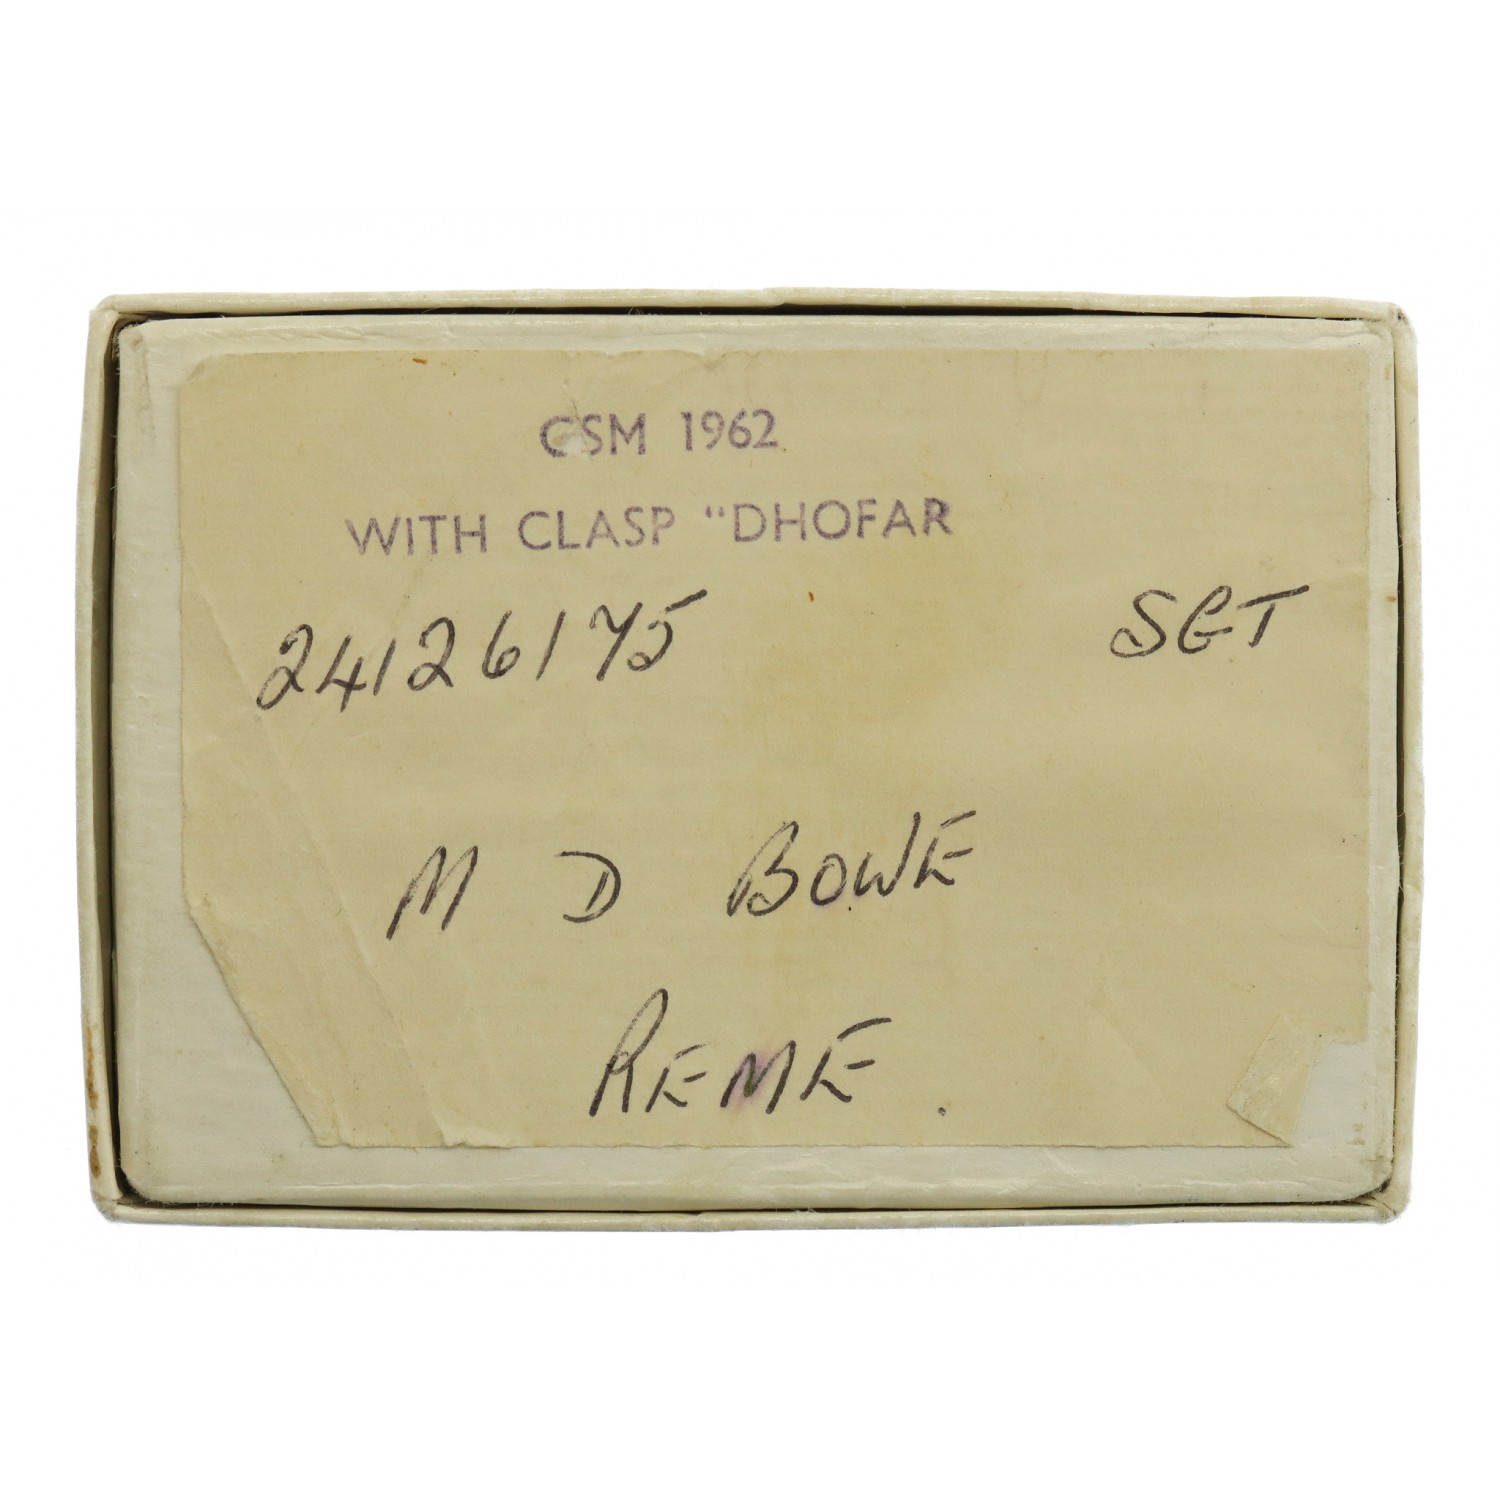 CSM 1962
WITH CLASP "DHOFAR
24126175 SGT
M D BOWE
REME.